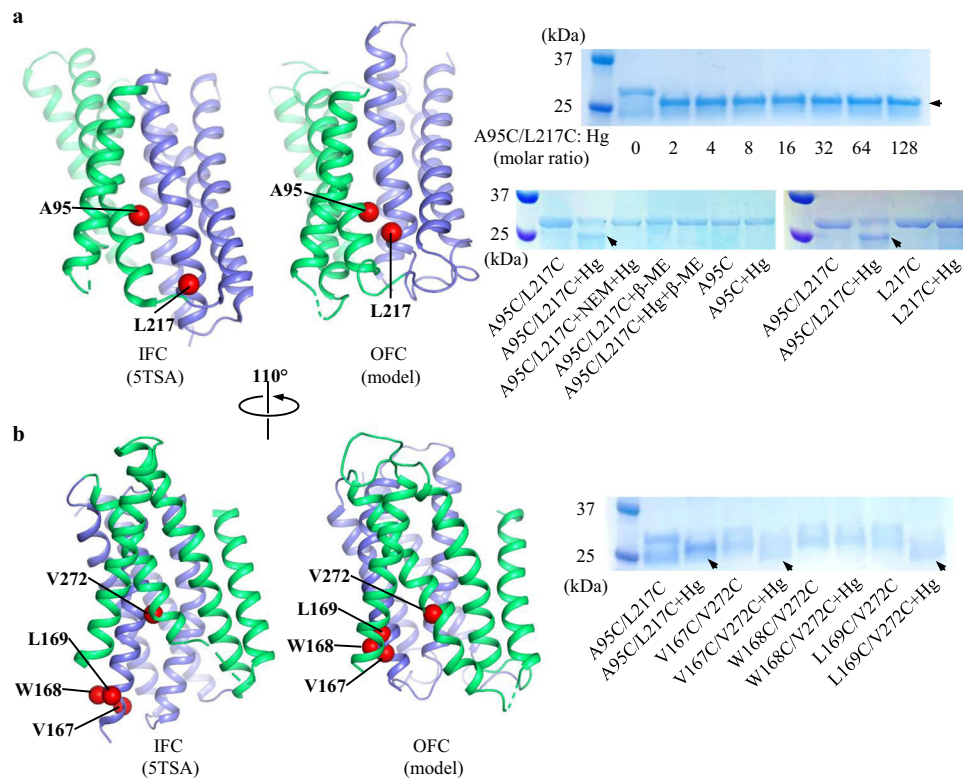 a
A95
L217
IFC
(5TSA)
A95
L217
OFC
(model)
(kDa)
37
25
A95C/L217C: Hg
(molar ratio)
0 2 4 8 16 32 64 128
37
25
(kDa)
A95C/L217C
A95C/L217C+Hg
A95C/L217C+NEM+Hg
A95C/L217C+β-ME
A95C/L217C+Hg+β-ME
A95C
A95C+Hg
37
25
A95C/L217C
A95C/L217C+Hg
L217C
L217C+Hg
110°
b
V272
L169
W168
V167
IFC
(5TSA)
V272
L169
W168
V167
OFC
(model)
37
25
(kDa)
A95C/L217C
A95C/L217C+Hg
V167C/V272C
V167C/V272C+Hg
W168C/V272C
W168C/V272C+Hg
L169C/V272C
L169C/V272C+Hg